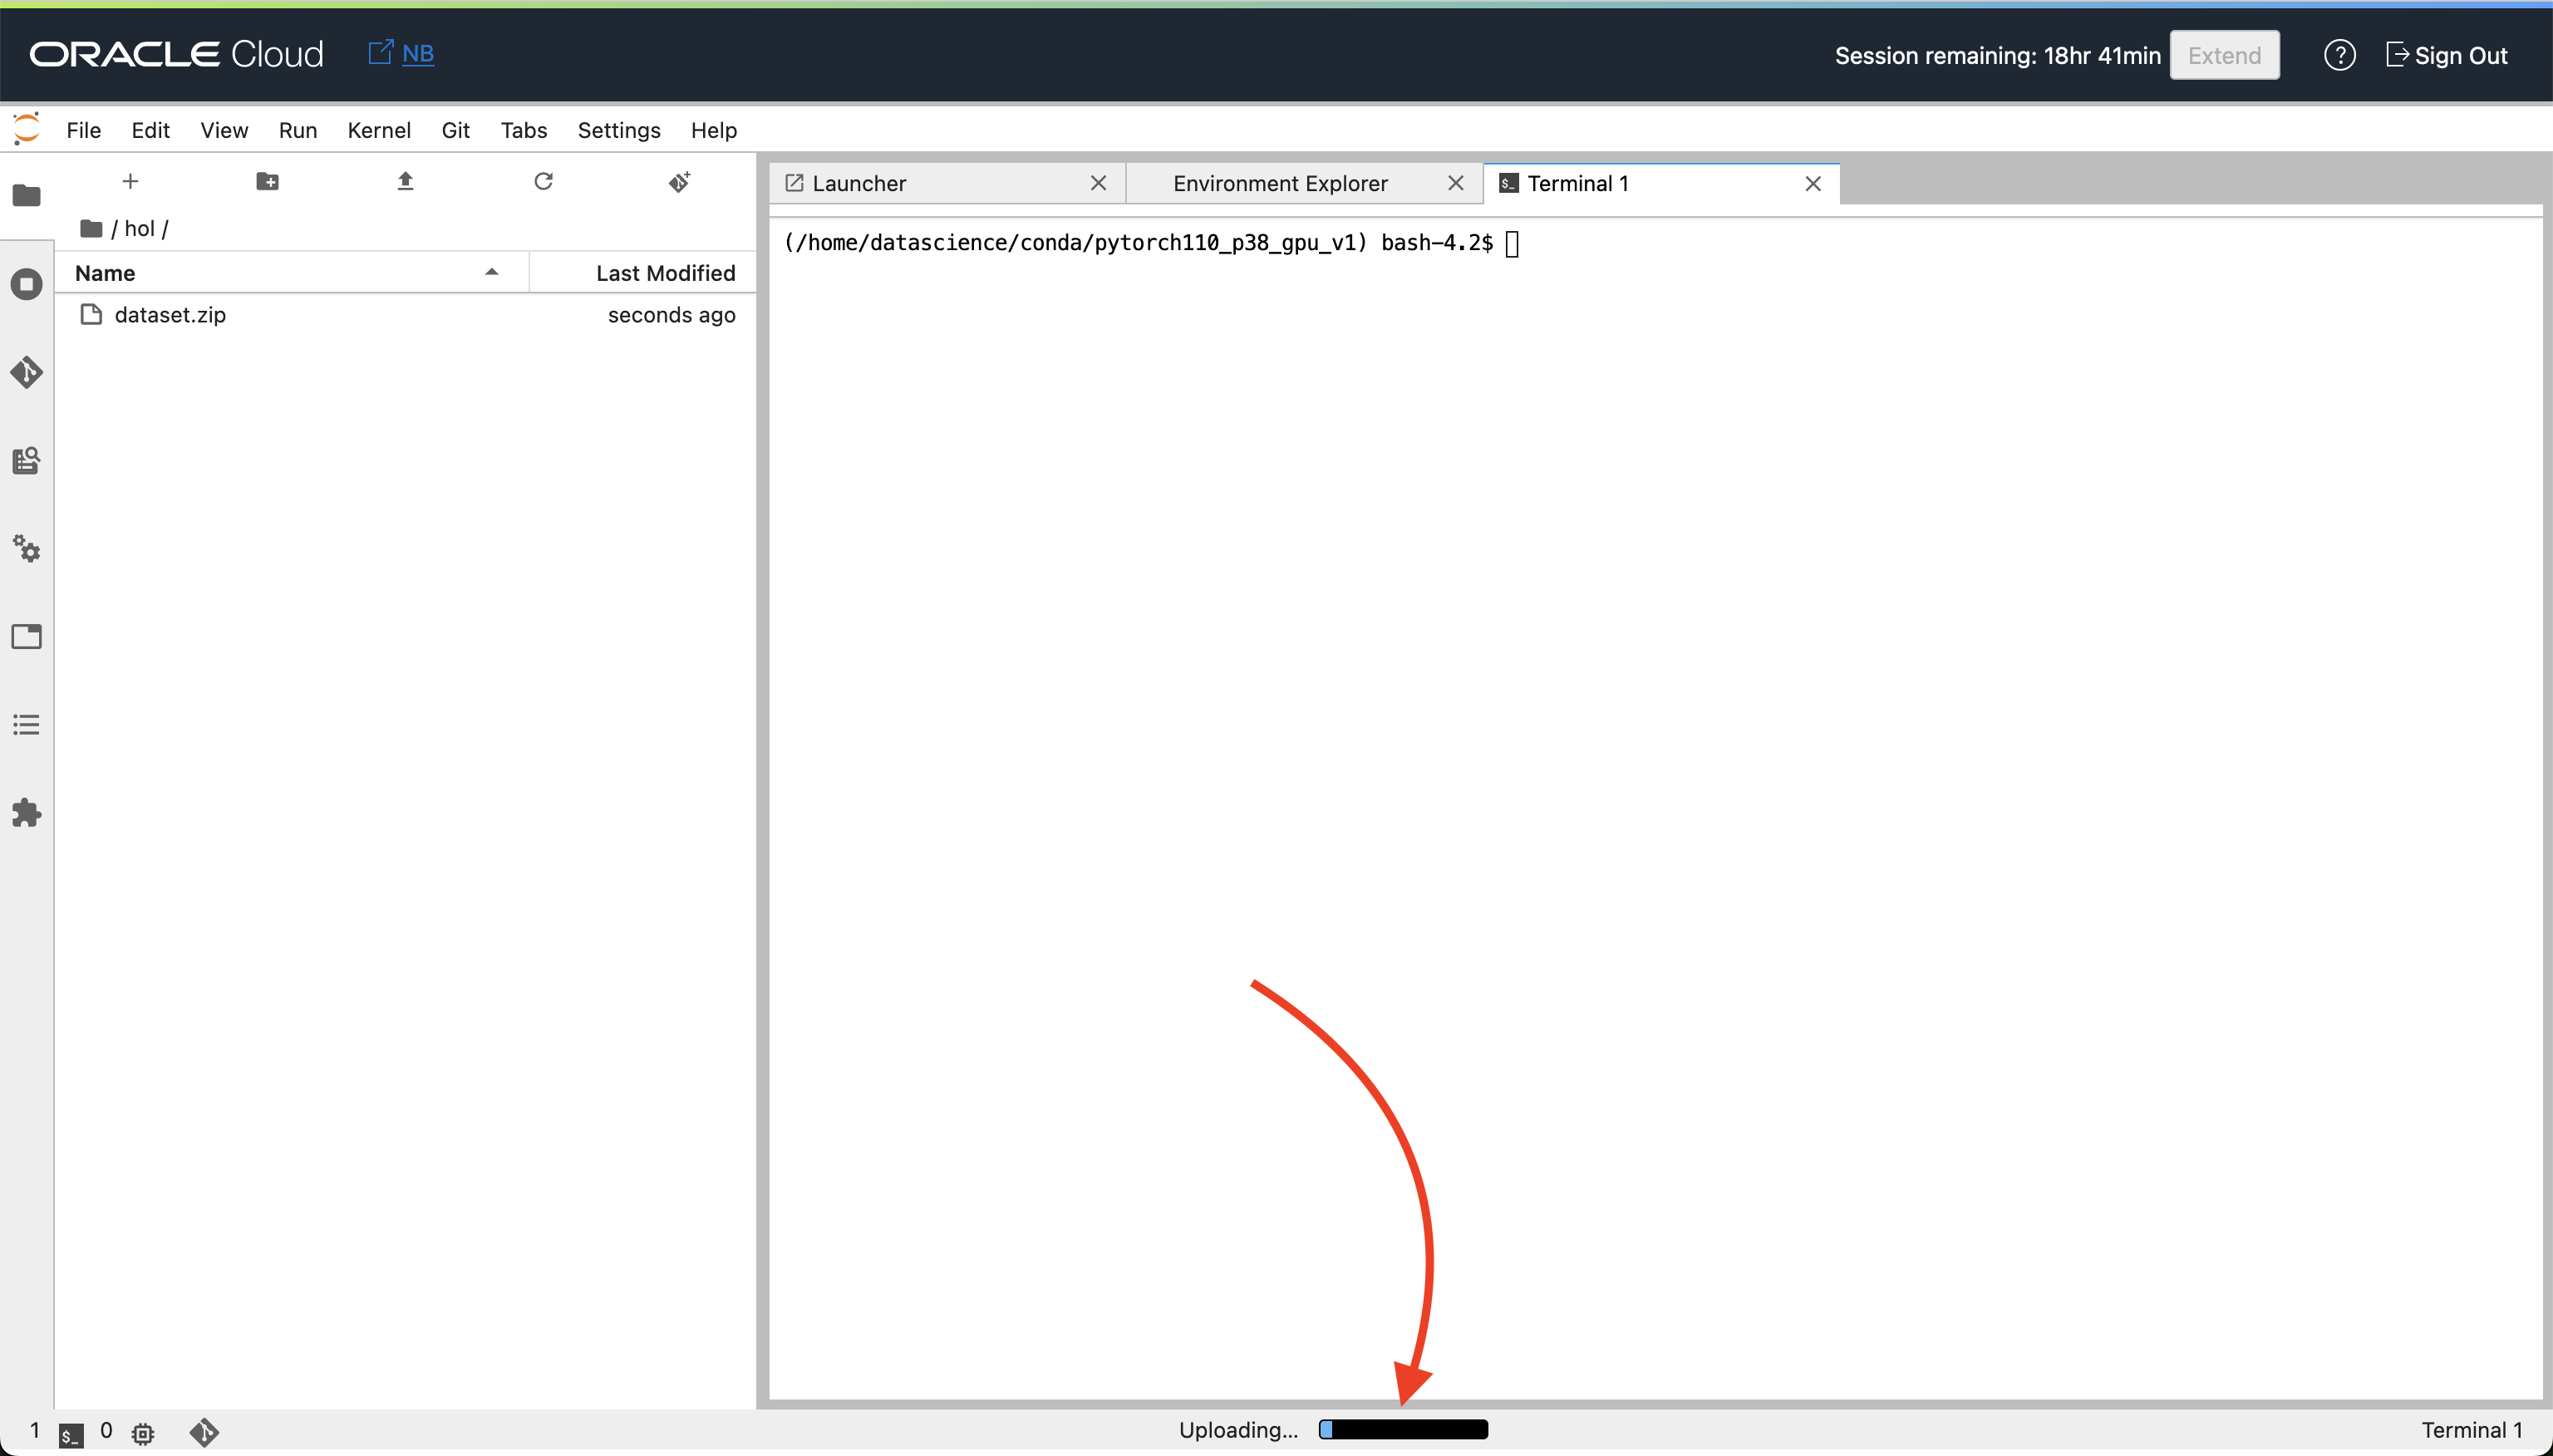 ORACLE Cloud NB Session remaining: 18hr 41min Extend ? Sign Out
File Edit View Run Kernel Git Tabs Settings Help
Launcher Environment Explorer $_ Terminal 1
/ hol /
(/home/datascience/conda/pytorch110_p38_gpu_v1) bash-4.2$
Name Last Modified
dataset.zip seconds ago
1 $_ 0 Uploading... Terminal 1